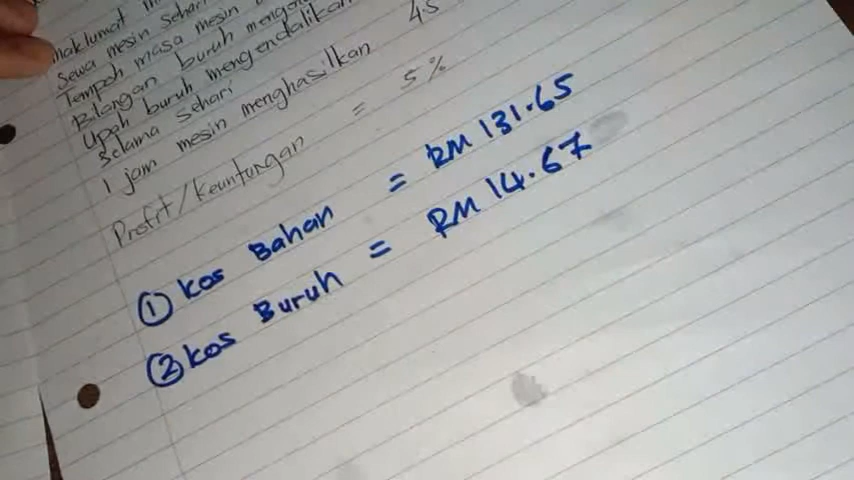 maklumat
Sewa mesin sehari
Tempoh masa mesin
Bilangan buruh
Upah buruh mengendalikan
Selama sehari
1 jam mesin menghasilkan 45
Profit/Keuntungan = 5%
① Kos Bahan = RM 131.65
② Kos Buruh = RM 14.67